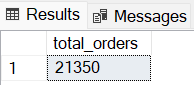 Results Messages
total_orders
1 21350